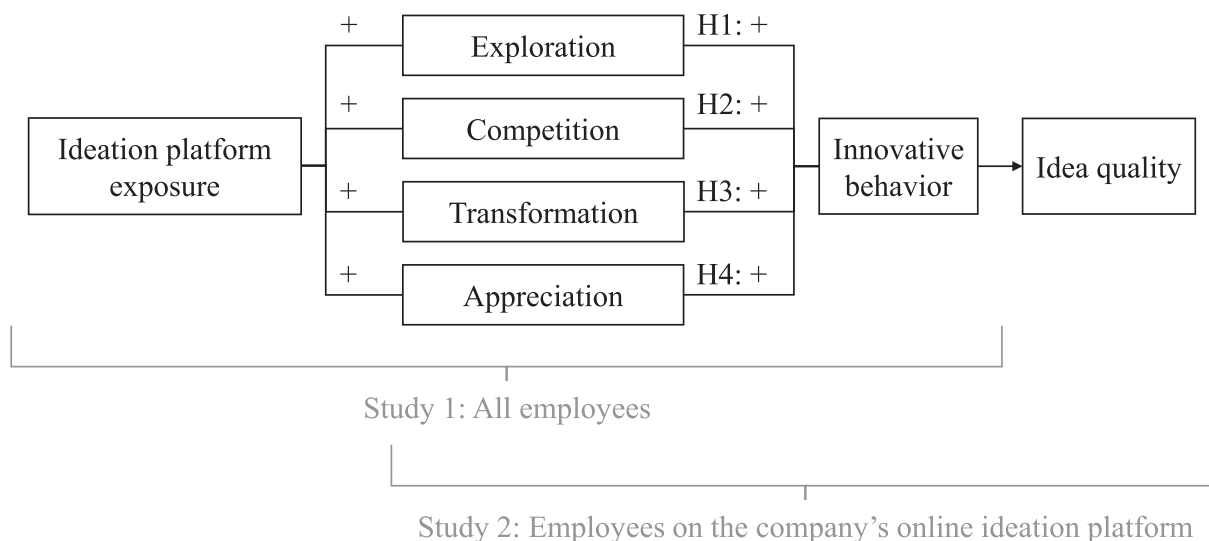 +
Exploration
H1: +
+
Competition
H2: +
Ideation platform
exposure
+
Transformation
H3: +
Innovative
behavior
Idea quality
+
Appreciation
H4: +
Study 1: All employees
Study 2: Employees on the company’s online ideation platform